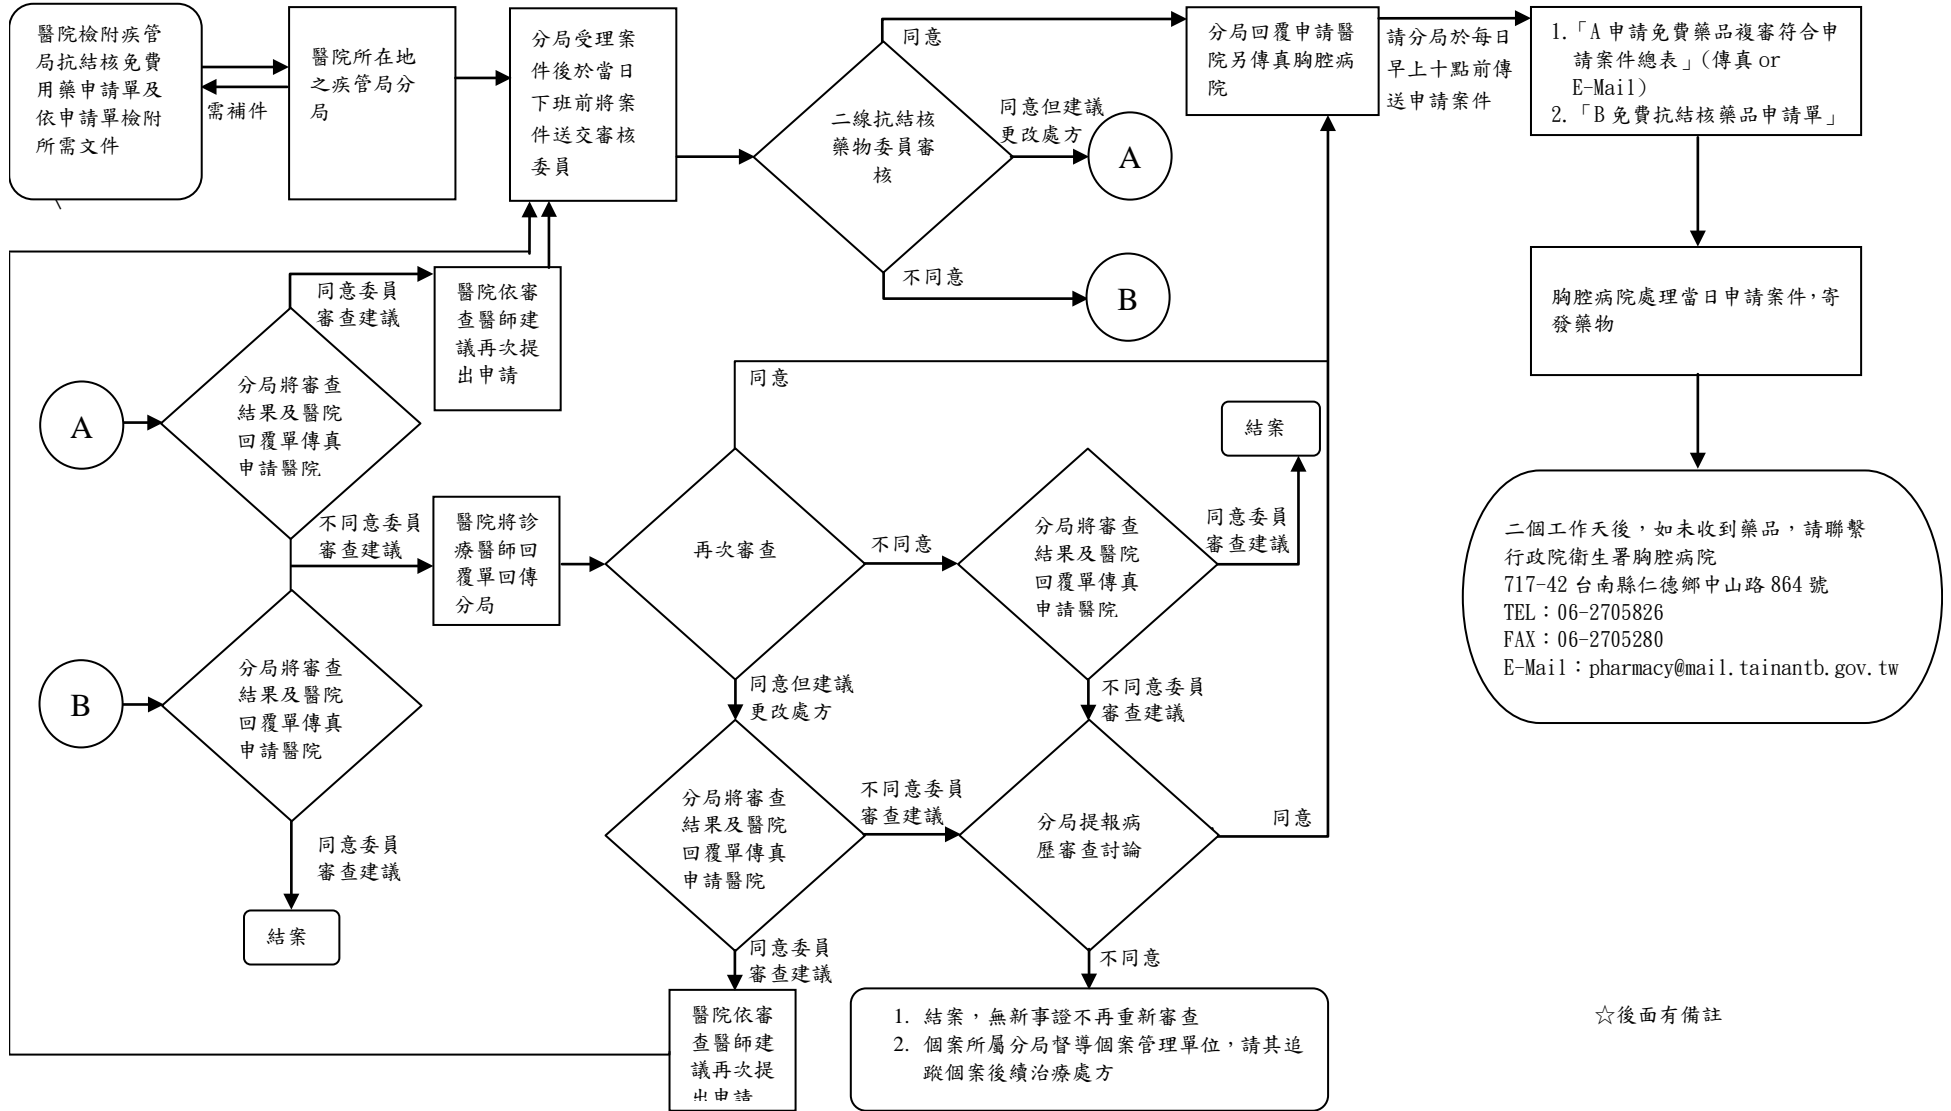 醫院檢附疾管
局抗結核免費
用藥申請單及
依申請單檢附
所需文件
需補件
醫院所在地
之疾管局分
局
分局受理案
件後於當日
下班前將案
件送交審核
委員
二線抗結核
藥物委員審
核
同意
同意但建議
更改處方
A
不同意
B
分局回覆申請醫
院另傳真胸腔病
院
請分局於每日
早上十點前傳
送申請案件
1.「A申請免費藥品複審符合申
請案件總表」(傳真 or
E-Mail)
2.「B免費抗結核藥品申請單」
胸腔病院處理當日申請案件,寄
發藥物
二個工作天後,如未收到藥品,請聯繫
行政院衛生署胸腔病院
717-42 台南縣仁德鄉中山路 864 號
TEL:06-2705826
FAX:06-2705280
E-Mail:pharmacy@mail.tainantb.gov.tw
A
分局將審查
結果及醫院
回覆單傳真
申請醫院
同意委員
審查建議
醫院依審
查醫師建
議再次提
出申請
不同意委員
審查建議
醫院將診
療醫師回
覆單回傳
分局
B
分局將審查
結果及醫院
回覆單傳真
申請醫院
同意委員
審查建議
結案
再次審查
同意
不同意
分局將審查
結果及醫院
回覆單傳真
申請醫院
同意委員
審查建議
結案
同意但建議
更改處方
不同意委員
審查建議
分局將審查
結果及醫院
回覆單傳真
申請醫院
不同意委員
審查建議
分局提報病
歷審查討論
同意
同意委員
審查建議
醫院依審
查醫師建
議再次提
出申請
不同意
1. 結案,無新事證不再重新審查
2. 個案所屬分局督導個案管理單位,請其追
蹤個案後續治療處方
☆後面有備註